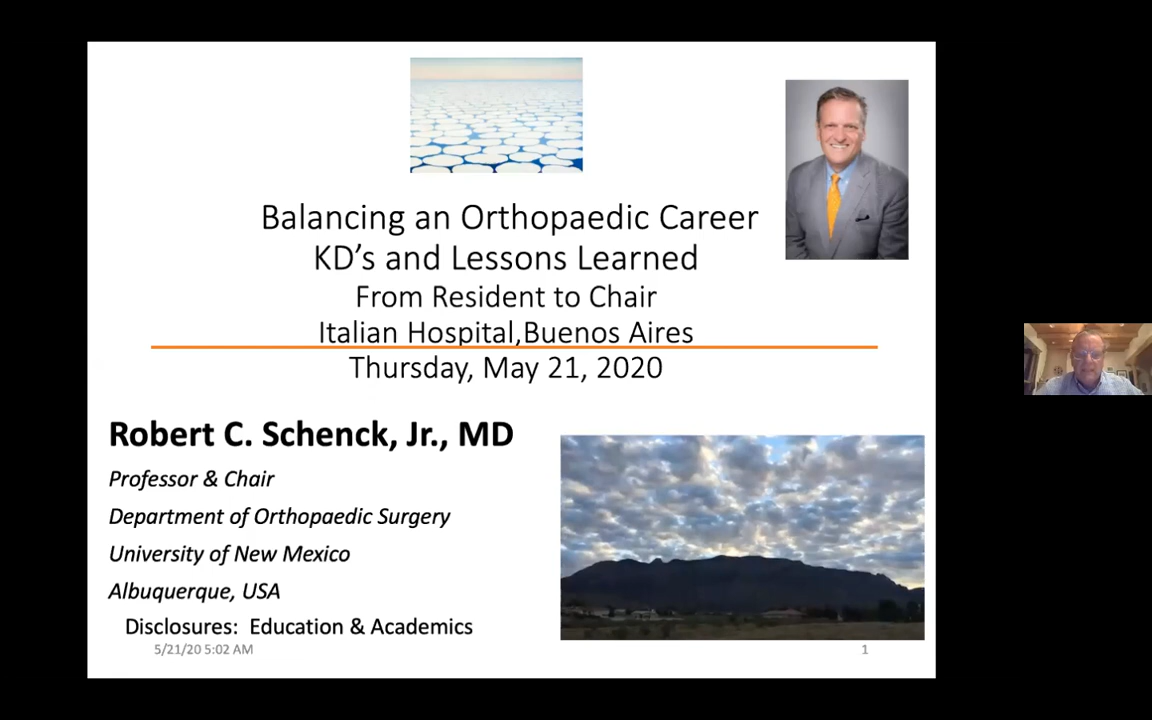 Balancing an Orthopaedic Career
KD's and Lessons Learned
From Resident to Chair
Italian Hospital,Buenos Aires
Thursday, May 21, 2020
Robert C. Schenck, Jr., MD
Professor & Chair
Department of Orthopaedic Surgery
University of New Mexico
Albuquerque, USA
Disclosures: Education & Academics
5/21/20 5:02 AM
1